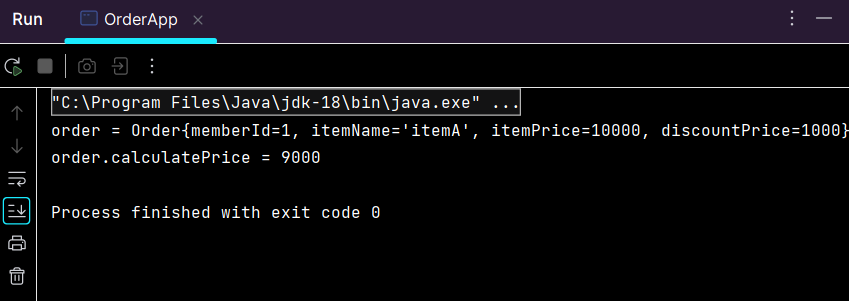 Run OrderApp
"C:\Program Files\Java\jdk-18\bin\java.exe" ...
order = Order{memberId=1, itemName='itemA', itemPrice=10000, discountPrice=1000}
order.calculatePrice = 9000
Process finished with exit code 0